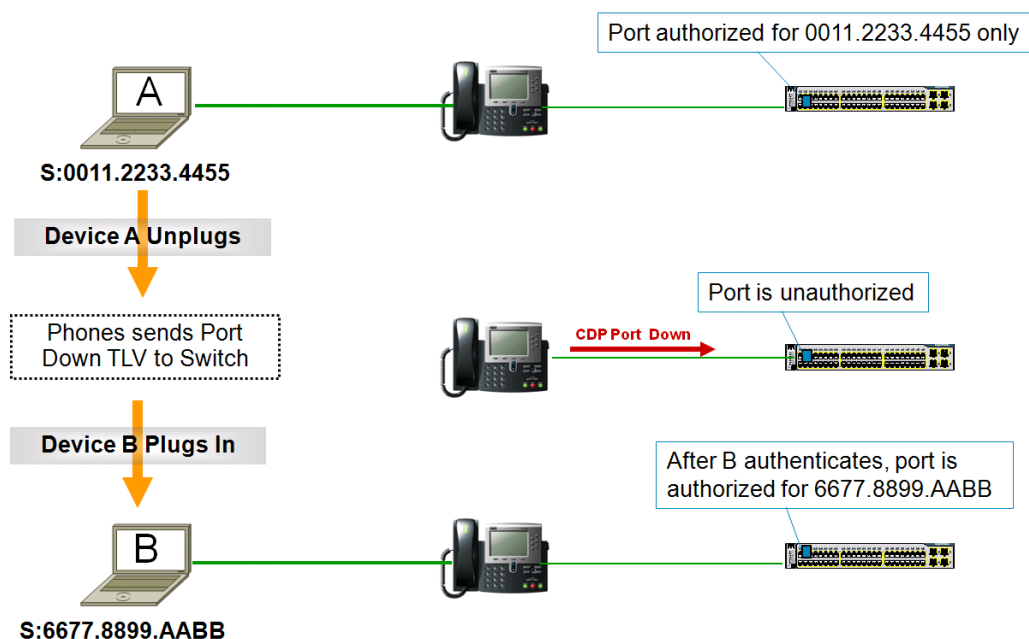 Port authorized for 0011.2233.4455 only
A
S:0011.2233.4455
Device A Unplugs
Port is unauthorized
Phones sends Port
Down TLV to Switch
CDP Port Down
Device B Plugs In
After B authenticates, port is
authorized for 6677.8899.AABB
B
S:6677.8899.AABB